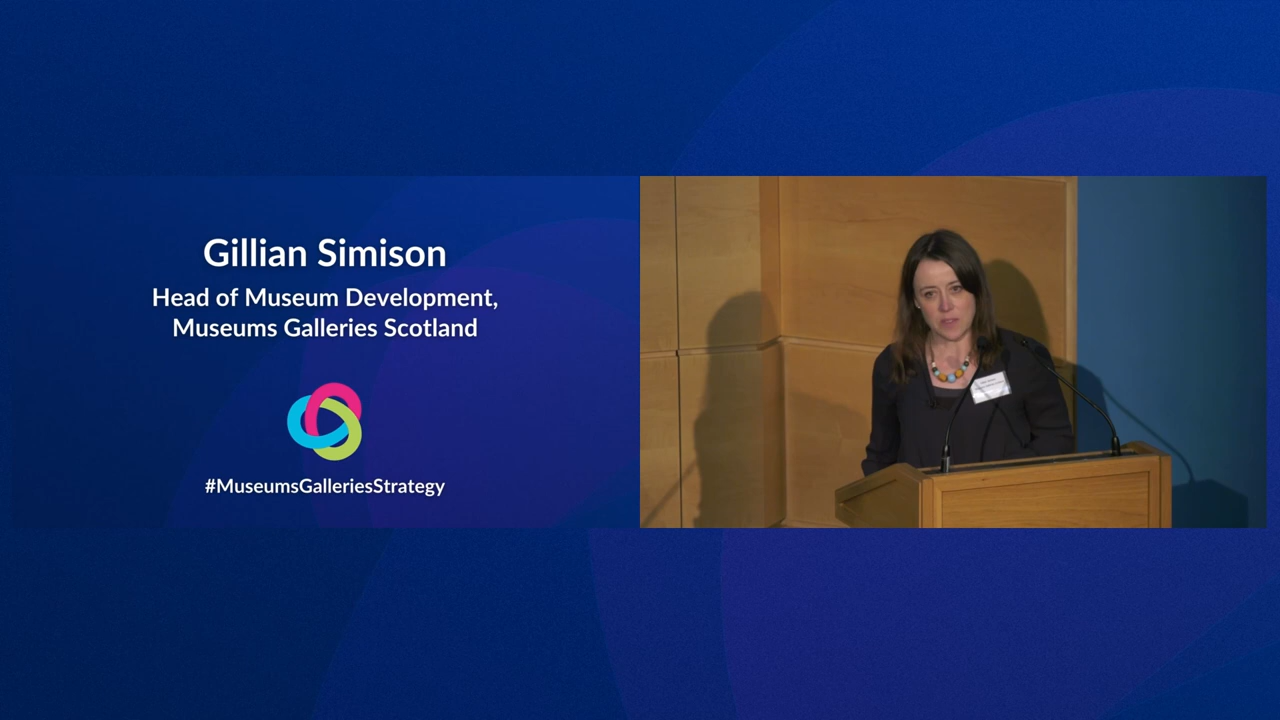 Gillian Simison
Head of Museum Development,
Museums Galleries Scotland
#MuseumsGalleriesStrategy